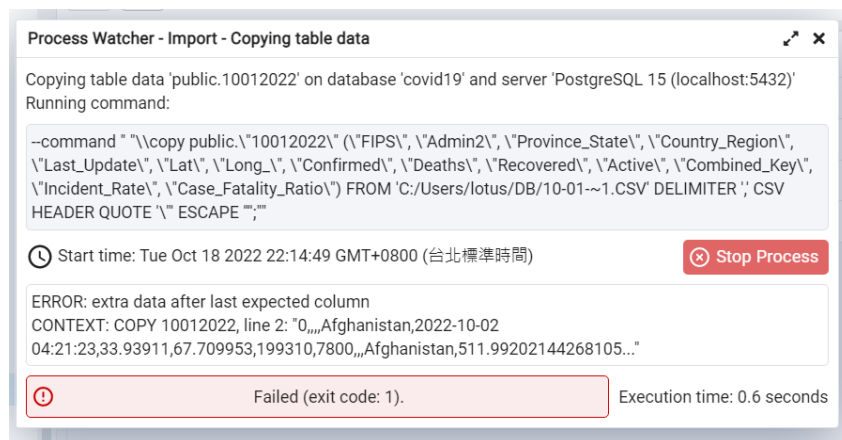 Process Watcher - Import - Copying table data
Copying table data 'public.10012022' on database 'covid19' and server 'PostgreSQL 15 (localhost:5432)'
Running command:
--command " "\\copy public.\"10012022\" (\"FIPS\", \"Admin2\", \"Province_State\", \"Country_Region\",
\"Last_Update\", \"Lat\", \"Long_\", \"Confirmed\", \"Deaths\", \"Recovered\", \"Active\", \"Combined_Key\",
\"Incident_Rate\", \"Case_Fatality_Ratio\") FROM 'C:/Users/lotus/DB/10-01-~1.CSV' DELIMITER ',' CSV
HEADER QUOTE '\"' ESCAPE '''';""
Start time: Tue Oct 18 2022 22:14:49 GMT+0800 (台北標準時間)
Stop Process
ERROR: extra data after last expected column
CONTEXT: COPY 10012022, line 2: "0,,,,Afghanistan,2022-10-02
04:21:23,33.93911,67.709953,199310,7800,,,Afghanistan,511.99202144268105..."
Failed (exit code: 1).
Execution time: 0.6 seconds